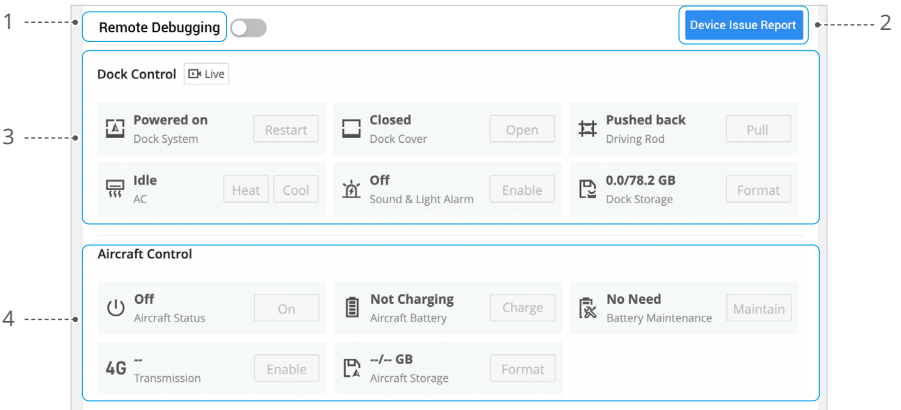 1
Remote Debugging
Device Issue Report
2
3
Dock Control
Live
Powered on
Dock System
Restart
Closed
Dock Cover
Open
Pushed back
Driving Rod
Pull
Idle
AC
Heat
Cool
Off
Sound & Light Alarm
Enable
0.0/78.2 GB
Dock Storage
Format
4
Aircraft Control
Off
Aircraft Status
On
Not Charging
Aircraft Battery
Charge
No Need
Battery Maintenance
Maintain
4G
--
Transmission
Enable
--/-- GB
Aircraft Storage
Format